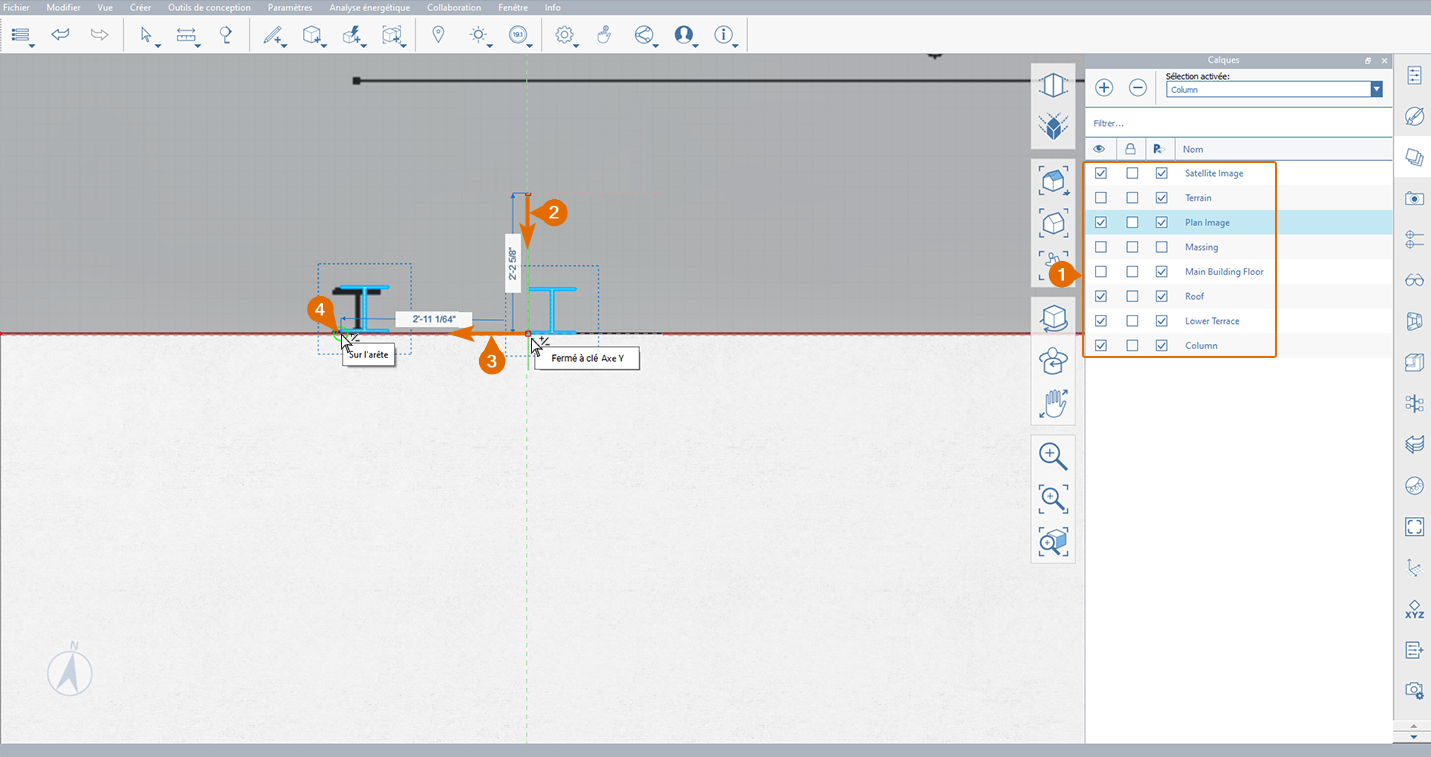 Fichier Modifier Vue Créer Outils de conception Paramètres Analyse énergétique Collaboration Fenêtre Info
19.1
Calques
Sélection activée:
Column
Filtrer...
Nom
Satellite Image
Terrain
Plan Image
Massing
Main Building Floor
Roof
Lower Terrace
Column
1
2
2'-2 5/8"
4
2'-11 1/64"
3
Sur l'arête
Fermé à clé Axe Y
N
XYZ